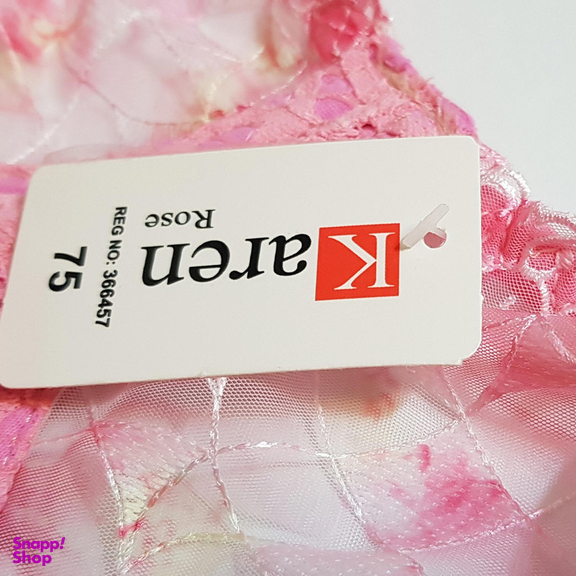 Karen
Rose
REG NO: 366457
75
Snapp!
Shop